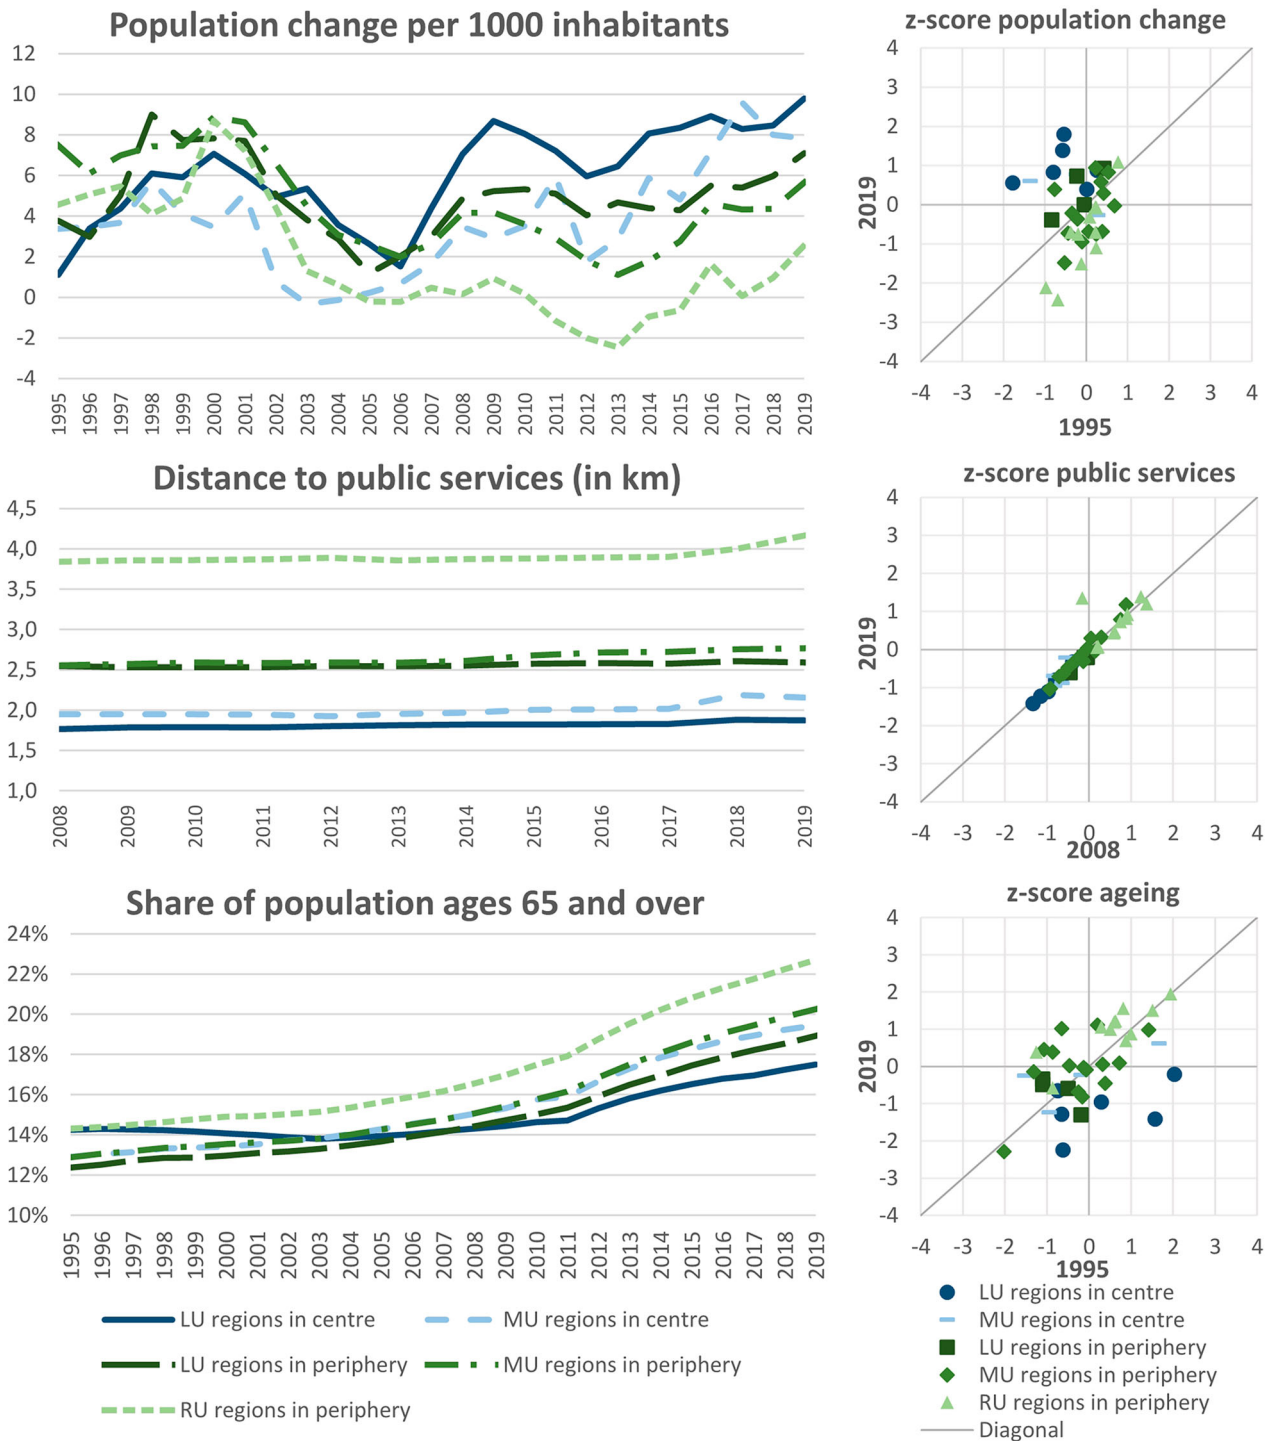 Population change per 1000 inhabitants
12
10
8
6
4
2
0
-2
-4
1995 1996 1997 1998 1999 2000 2001 2002 2003 2004 2005 2006 2007 2008 2009 2010 2011 2012 2013 2014 2015 2016 2017 2018 2019
z-score population change
4
3
2
1
0
-1
-2
-3
-4
2019
-4 -3 -2 -1 0 1 2 3 4
1995
Distance to public services (in km)
4,5
4,0
3,5
3,0
2,5
2,0
1,5
1,0
2008 2009 2010 2011 2012 2013 2014 2015 2016 2017 2018 2019
z-score public services
4
3
2
1
0
-1
-2
-3
-4
2019
-4 -3 -2 -1 0 1 2 3 4
2008
Share of population ages 65 and over
24%
22%
20%
18%
16%
14%
12%
10%
1995 1996 1997 1998 1999 2000 2001 2002 2003 2004 2005 2006 2007 2008 2009 2010 2011 2012 2013 2014 2015 2016 2017 2018 2019
z-score ageing
4
3
2
1
0
-1
-2
-3
-4
2019
-4 -3 -2 -1 0 1 2 3 4
1995
LU regions in centre MU regions in centre
LU regions in periphery MU regions in periphery
RU regions in periphery
LU regions in centre
MU regions in centre
LU regions in periphery
MU regions in periphery
RU regions in periphery
Diagonal